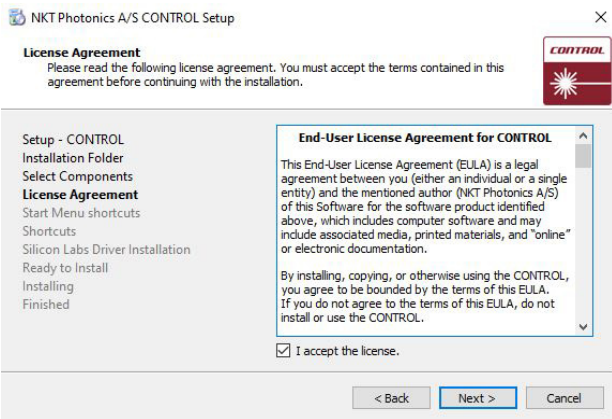 NKT Photonics A/S CONTROL Setup
License Agreement
Please read the following license agreement. You must accept the terms contained in this
agreement before continuing with the installation.
CONTROL
Setup - CONTROL
Installation Folder
Select Components
License Agreement
Start Menu shortcuts
Shortcuts
Silicon Labs Driver Installation
Ready to Install
Installing
Finished
End-User License Agreement for CONTROL
This End-User License Agreement (EULA) is a legal
agreement between you (either an individual or a single
entity) and the mentioned author (NKT Photonics A/S)
of this Software for the software product identified
above, which includes computer software and may
include associated media, printed materials, and “online”
or electronic documentation.
By installing, copying, or otherwise using the CONTROL,
you agree to be bounded by the terms of this EULA.
If you do not agree to the terms of this EULA, do not
install or use the CONTROL.
I accept the license.
< Back
Next >
Cancel